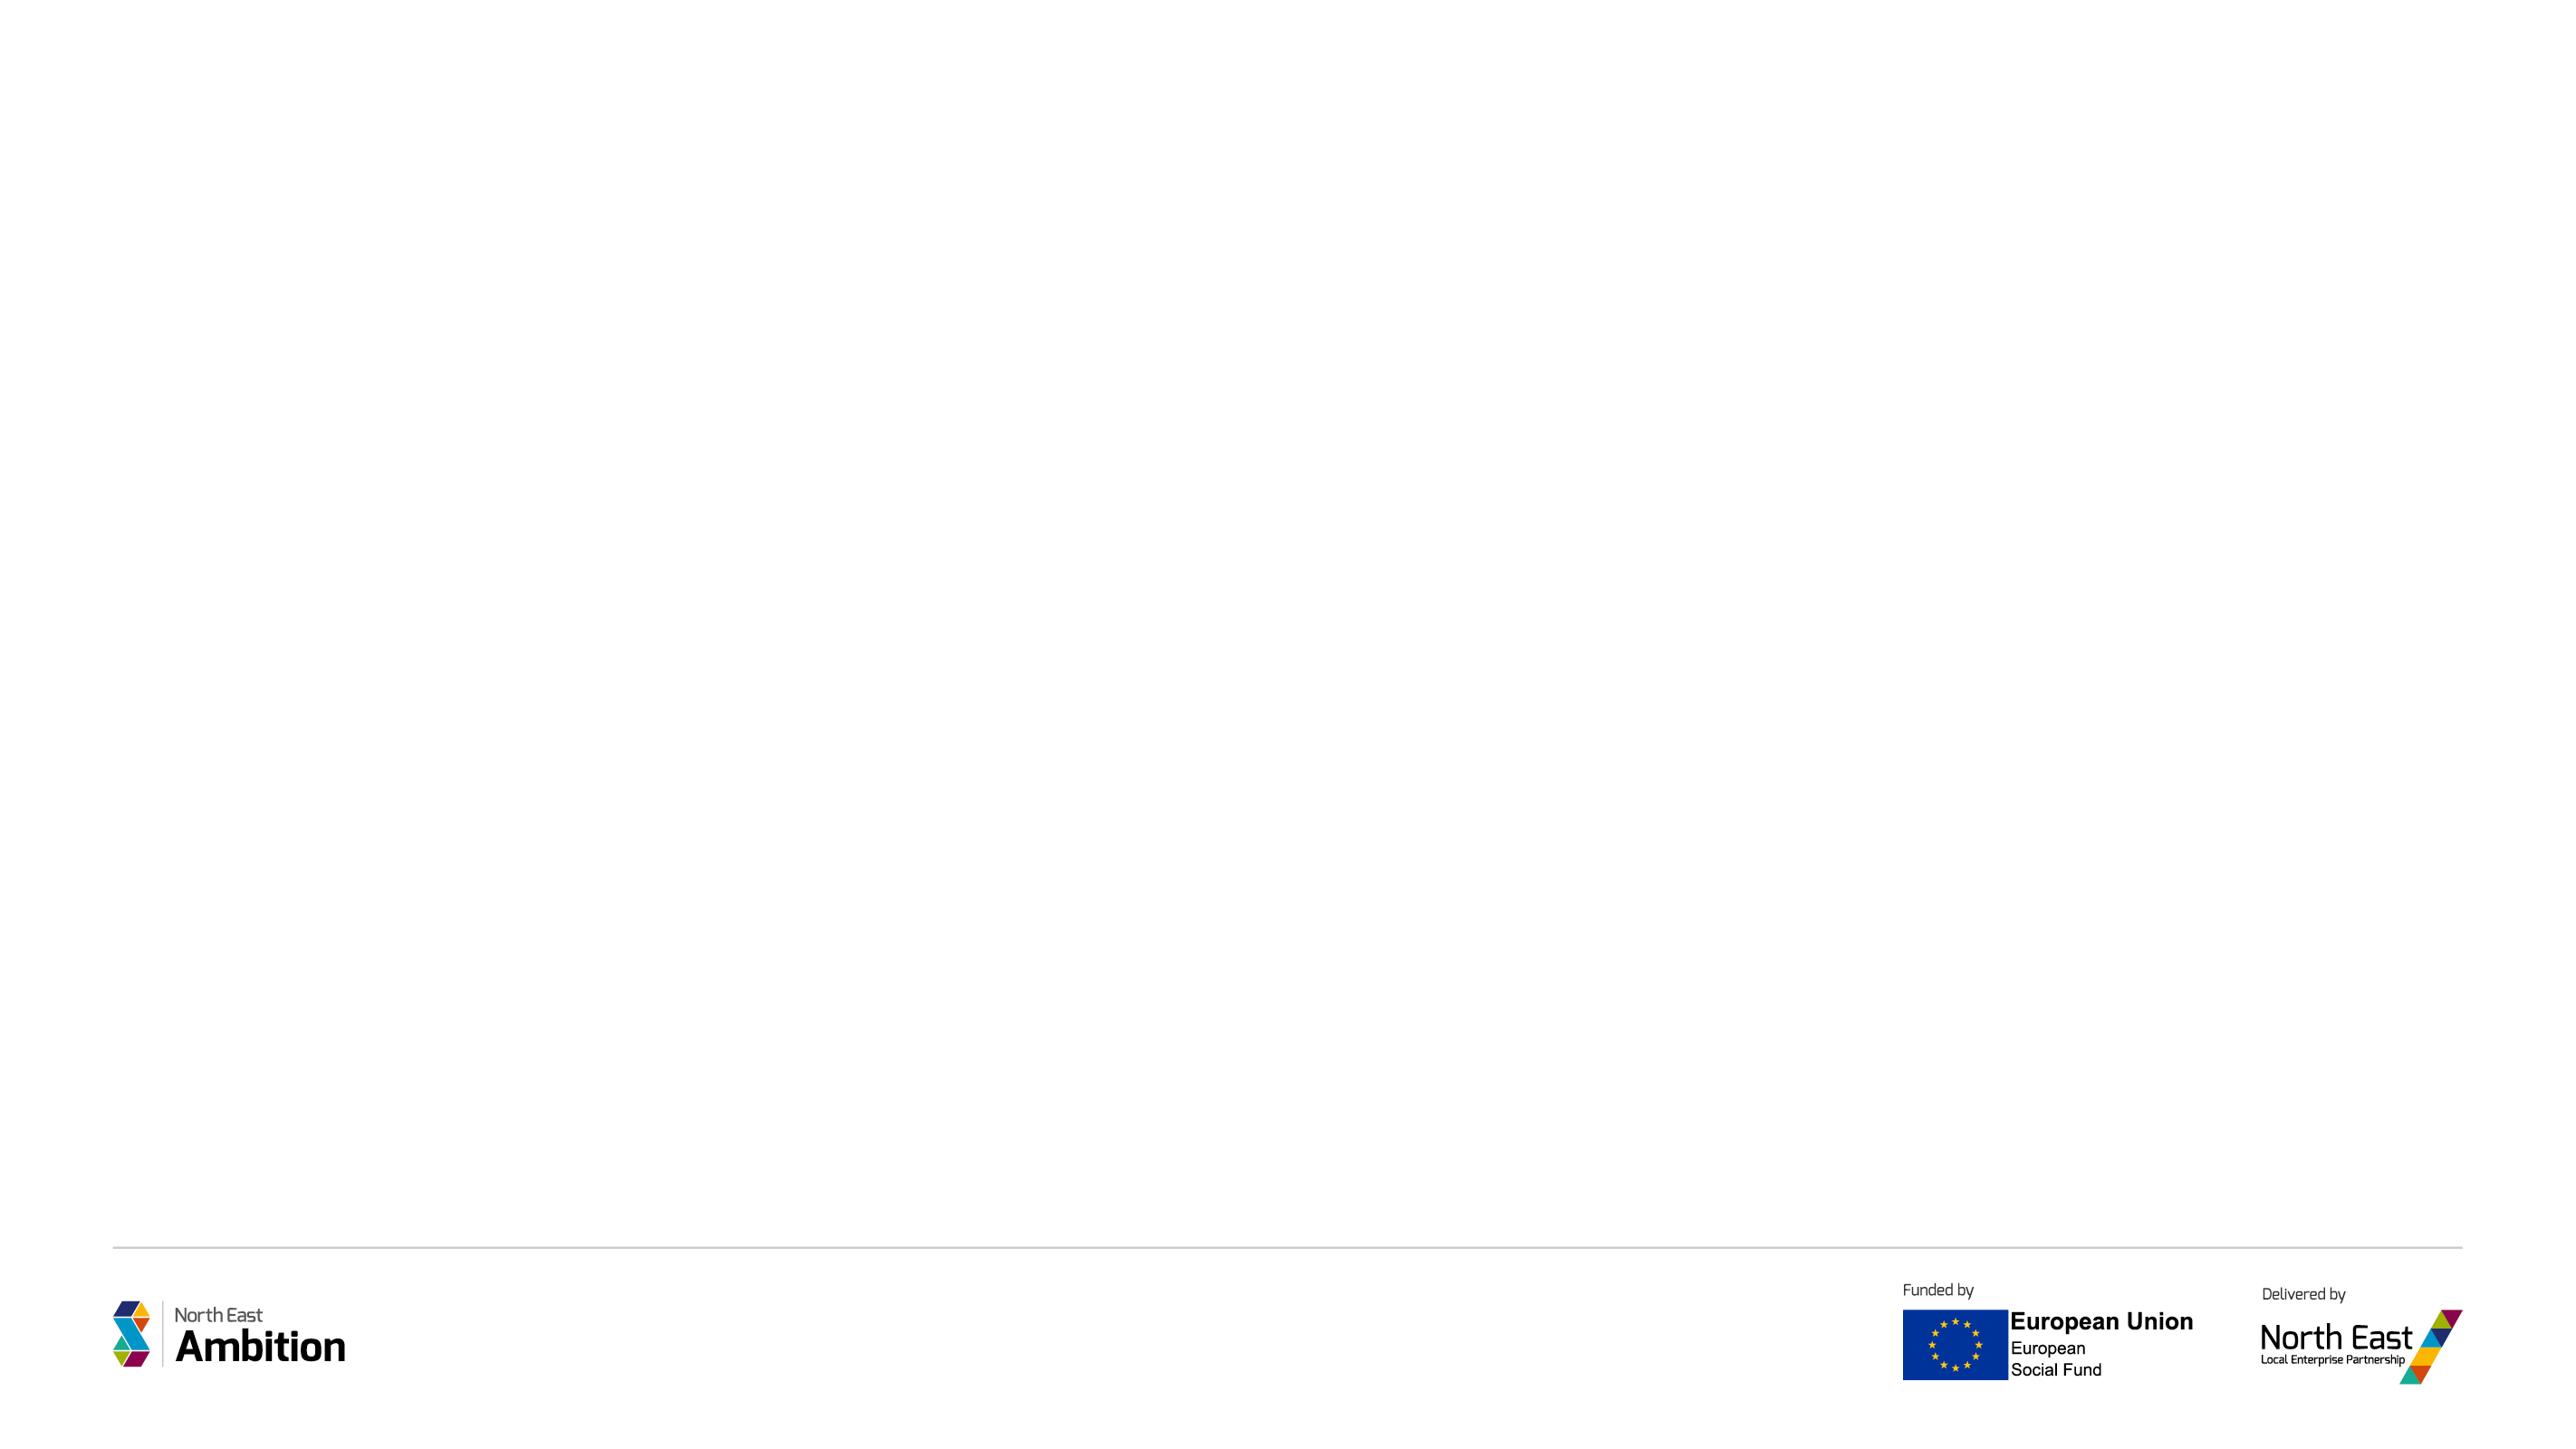 North East
Ambition
Funded by
European Union
European
Social Fund
Delivered by
North East
Local Enterprise Partnership